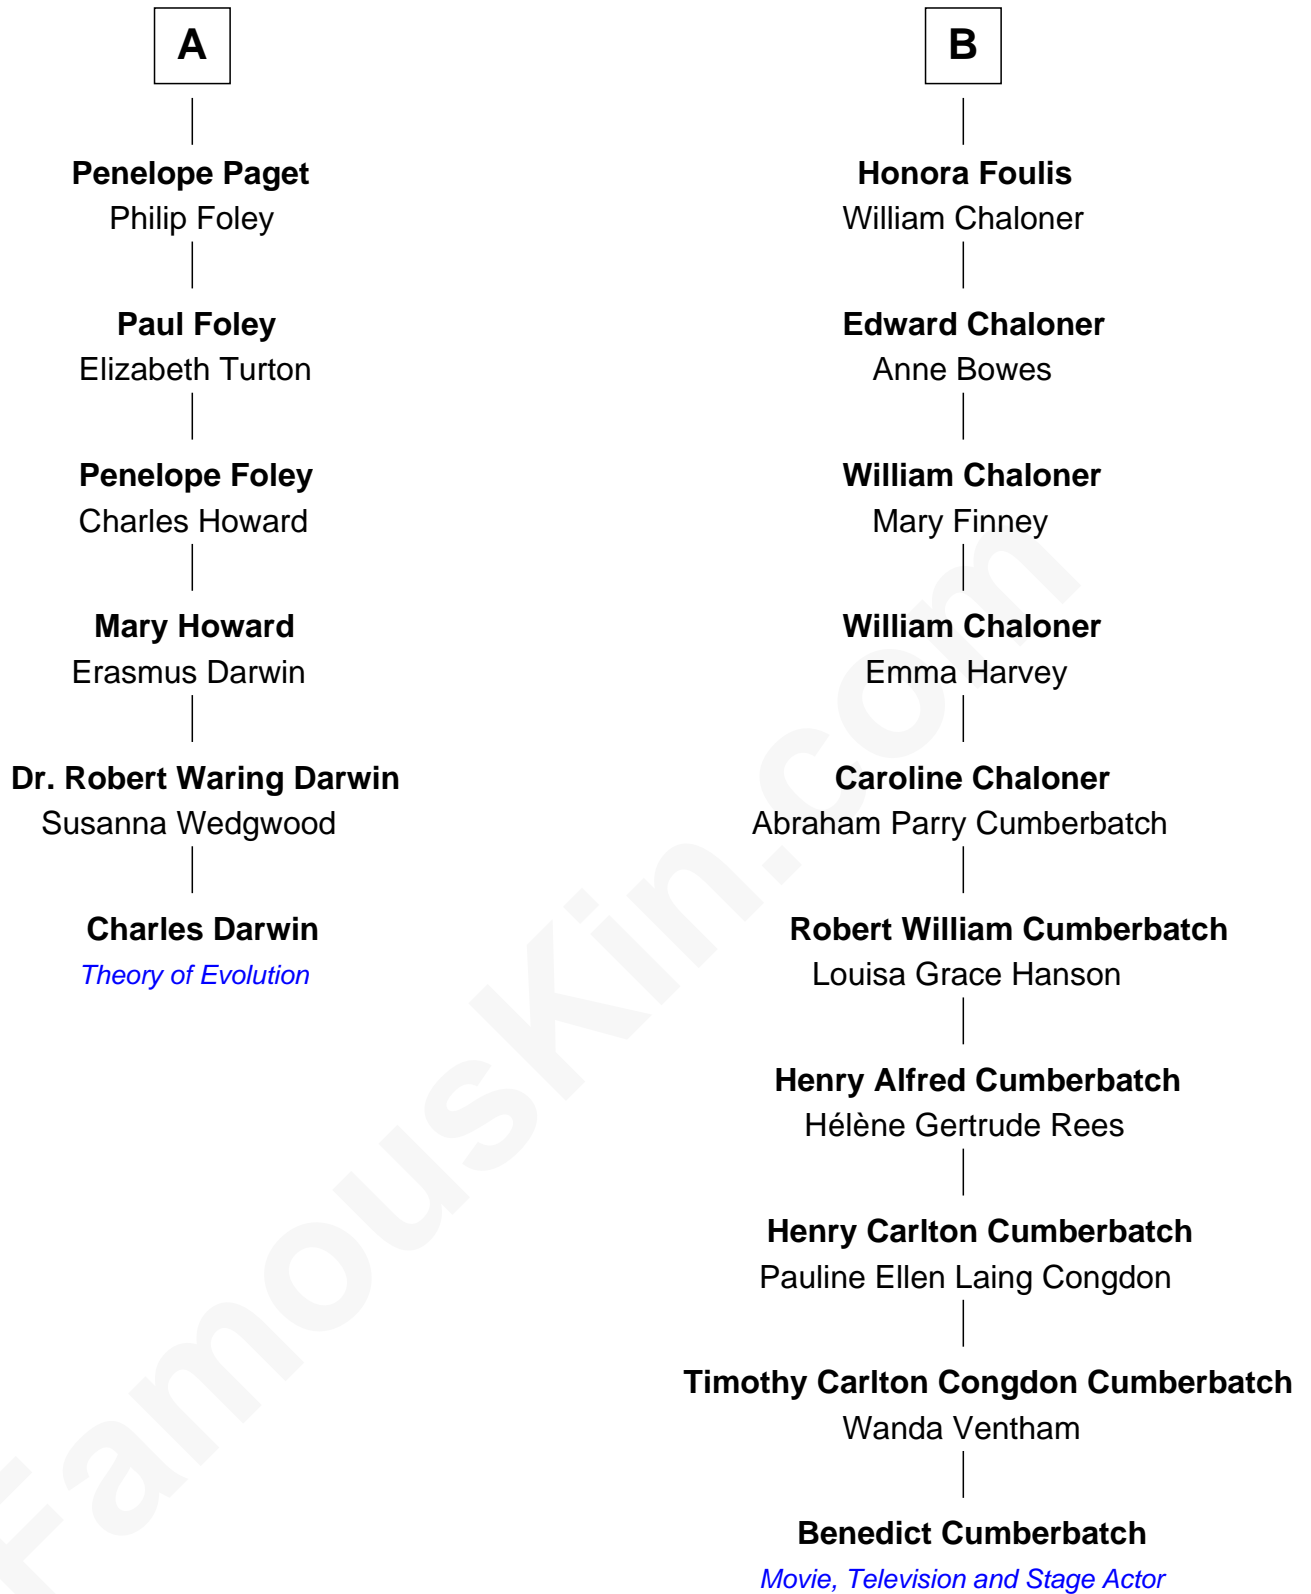 A
Penelope Paget
Philip Foley
Paul Foley
Elizabeth Turton
Penelope Foley
Charles Howard
Mary Howard
Erasmus Darwin
Dr. Robert Waring Darwin
Susanna Wedgwood
Charles Darwin
Theory of Evolution
B
Honora Foulis
William Chaloner
Edward Chaloner
Anne Bowes
William Chaloner
Mary Finney
William Chaloner
Emma Harvey
Caroline Chaloner
Abraham Parry Cumberbatch
Robert William Cumberbatch
Louisa Grace Hanson
Henry Alfred Cumberbatch
Hélène Gertrude Rees
Henry Carlton Cumberbatch
Pauline Ellen Laing Congdon
Timothy Carlton Congdon Cumberbatch
Wanda Ventham
Benedict Cumberbatch
Movie, Television and Stage Actor
FamousKin.com